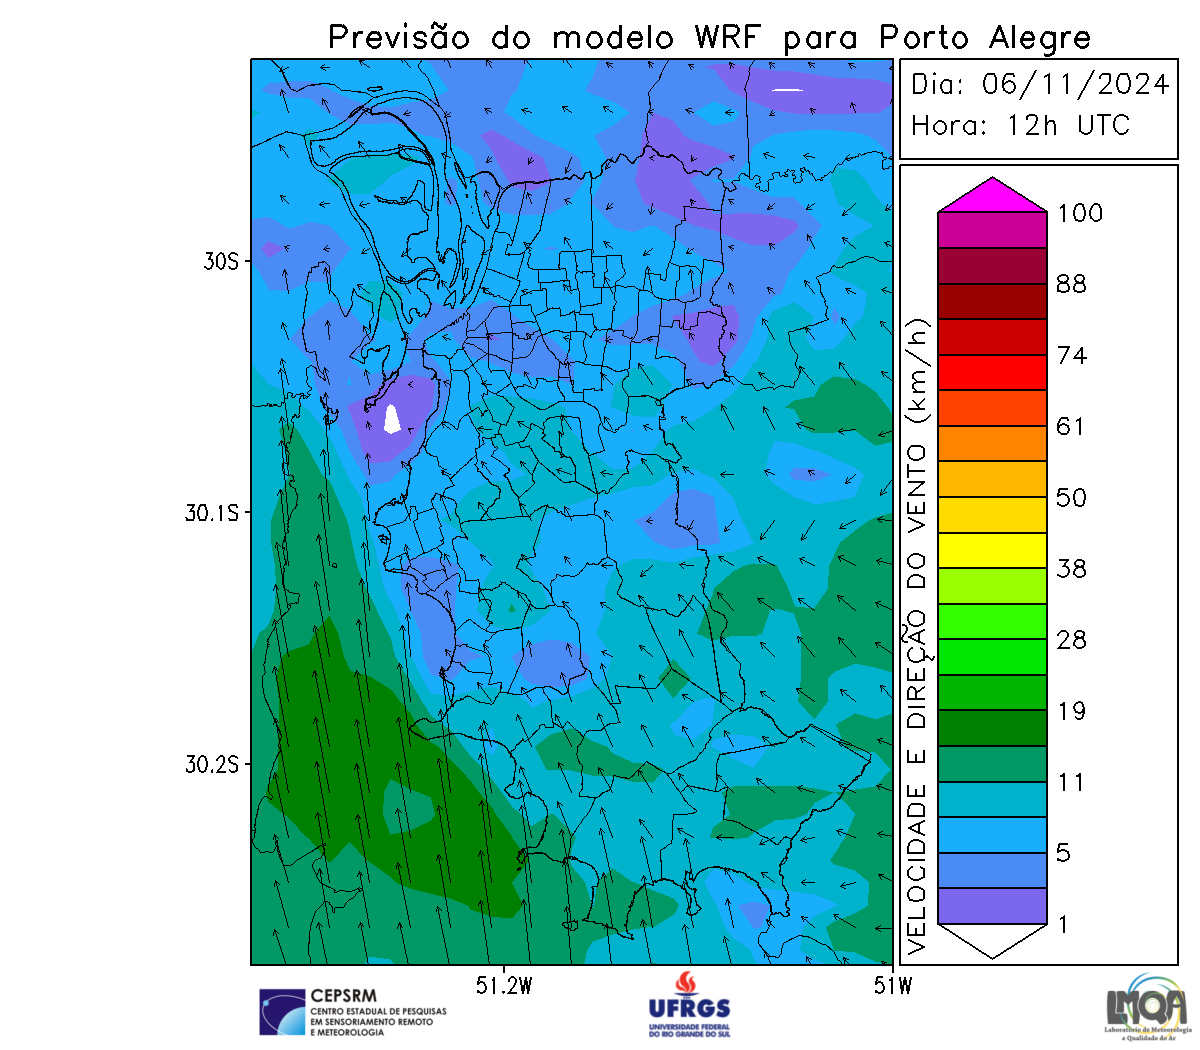 Previsão do modelo WRF para Porto Alegre
Dia: 06/11/2024
Hora: 12h UTC
30S
30.1S
30.2S
51.2W
51W
VELOCIDADE E DIREÇÃO DO VENTO (km/h)
100
88
74
61
50
38
28
19
11
5
1
CEPSRM
CENTRO ESTADUAL DE PESQUISAS
EM SENSORIAMENTO REMOTO
E METEOROLOGIA
UFRGS
UNIVERSIDADE FEDERAL
DO RIO GRANDE DO SUL
LMQA
Laboratório de Meteorologia
e Qualidade do Ar